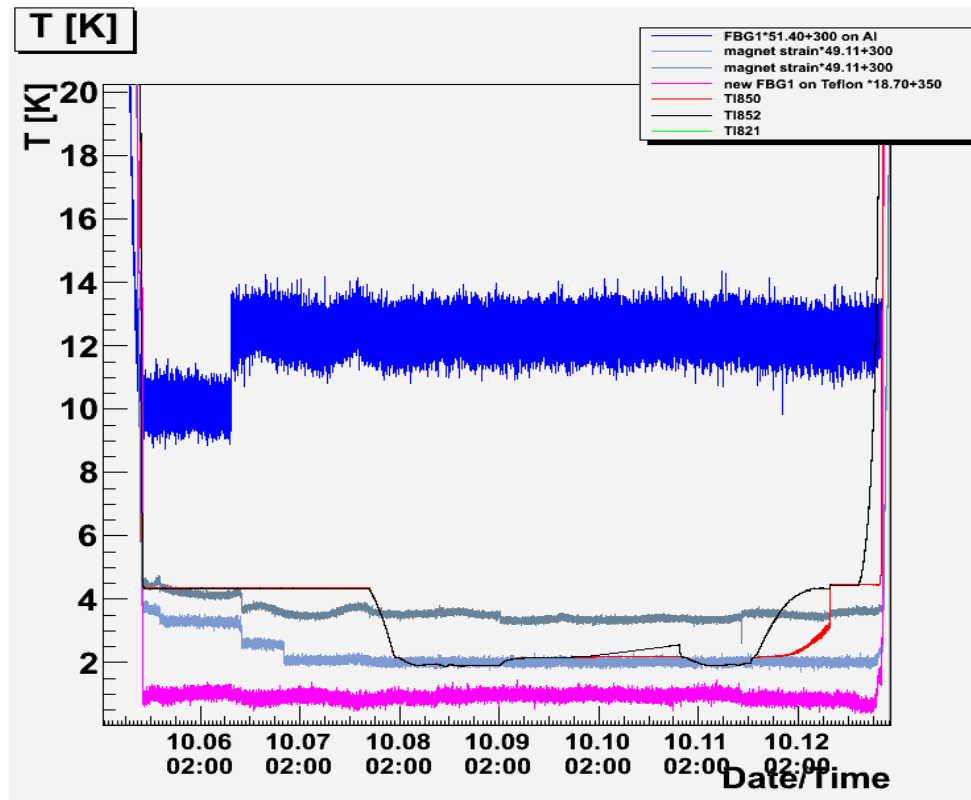 T [K]
FBG1*51.40+300 on Al
magnet strain*49.11+300
magnet strain*49.11+300
new FBG1 on Teflon *18.70+350
TI850
TI852
TI821
T [K]
20
18
16
14
12
10
8
6
4
2
10.06 10.07 10.08 10.09 10.10 10.11 10.12
02:00 02:00 02:00 02:00 02:00 02:00 02:00
Date/Time